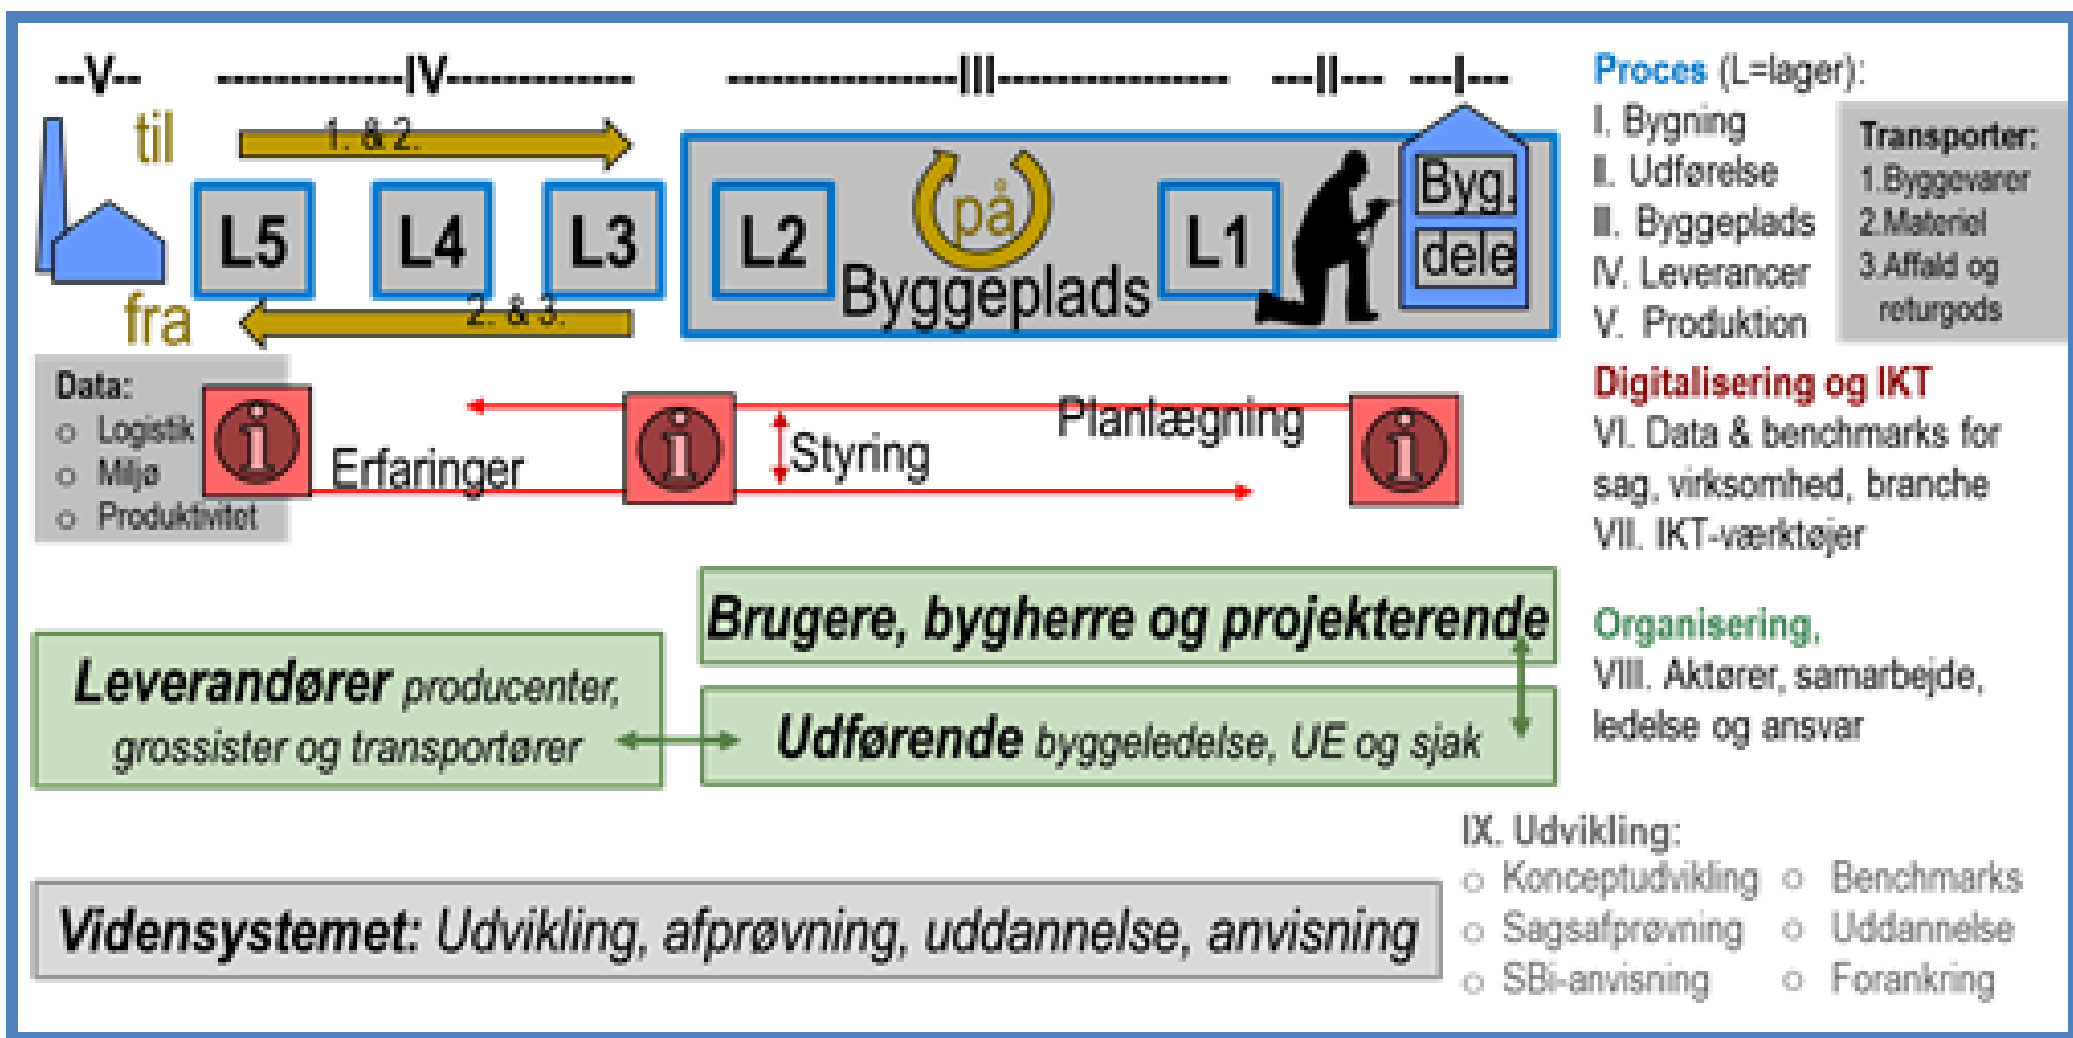 --V--
-------------IV-------------
----------------III----------------
---II---
---I---
til
1. & 2.
L5
L4
L3
L2
på
Byggeplads
L1
Byg.
dele
fra
2. & 3.
Proces (L=lager):
I. Bygning
II. Udførelse
III. Byggeplads
IV. Leverancer
V. Produktion
Transporter:
1.Byggevarer
2.Materiel
3.Affald og
returgods
Data:
o Logistik
o Miljø
o Produktivitet
i
Erfaringer
i
Styring
Planlægning
i
Digitalisering og IKT
VI. Data & benchmarks for
sag, virksomhed, branche
VII. IKT-værktøjer
Brugere, bygherre og projekterende
Leverandører producenter,
grossister og transportører
Udførende byggeledelse, UE og sjak
Organisering,
VIII. Aktører, samarbejde,
ledelse og ansvar
Vidensystemet: Udvikling, afprøvning, uddannelse, anvisning
IX. Udvikling:
o Konceptudvikling
o Sagsafprøvning
o SBi-anvisning
o Benchmarks
o Uddannelse
o Forankring